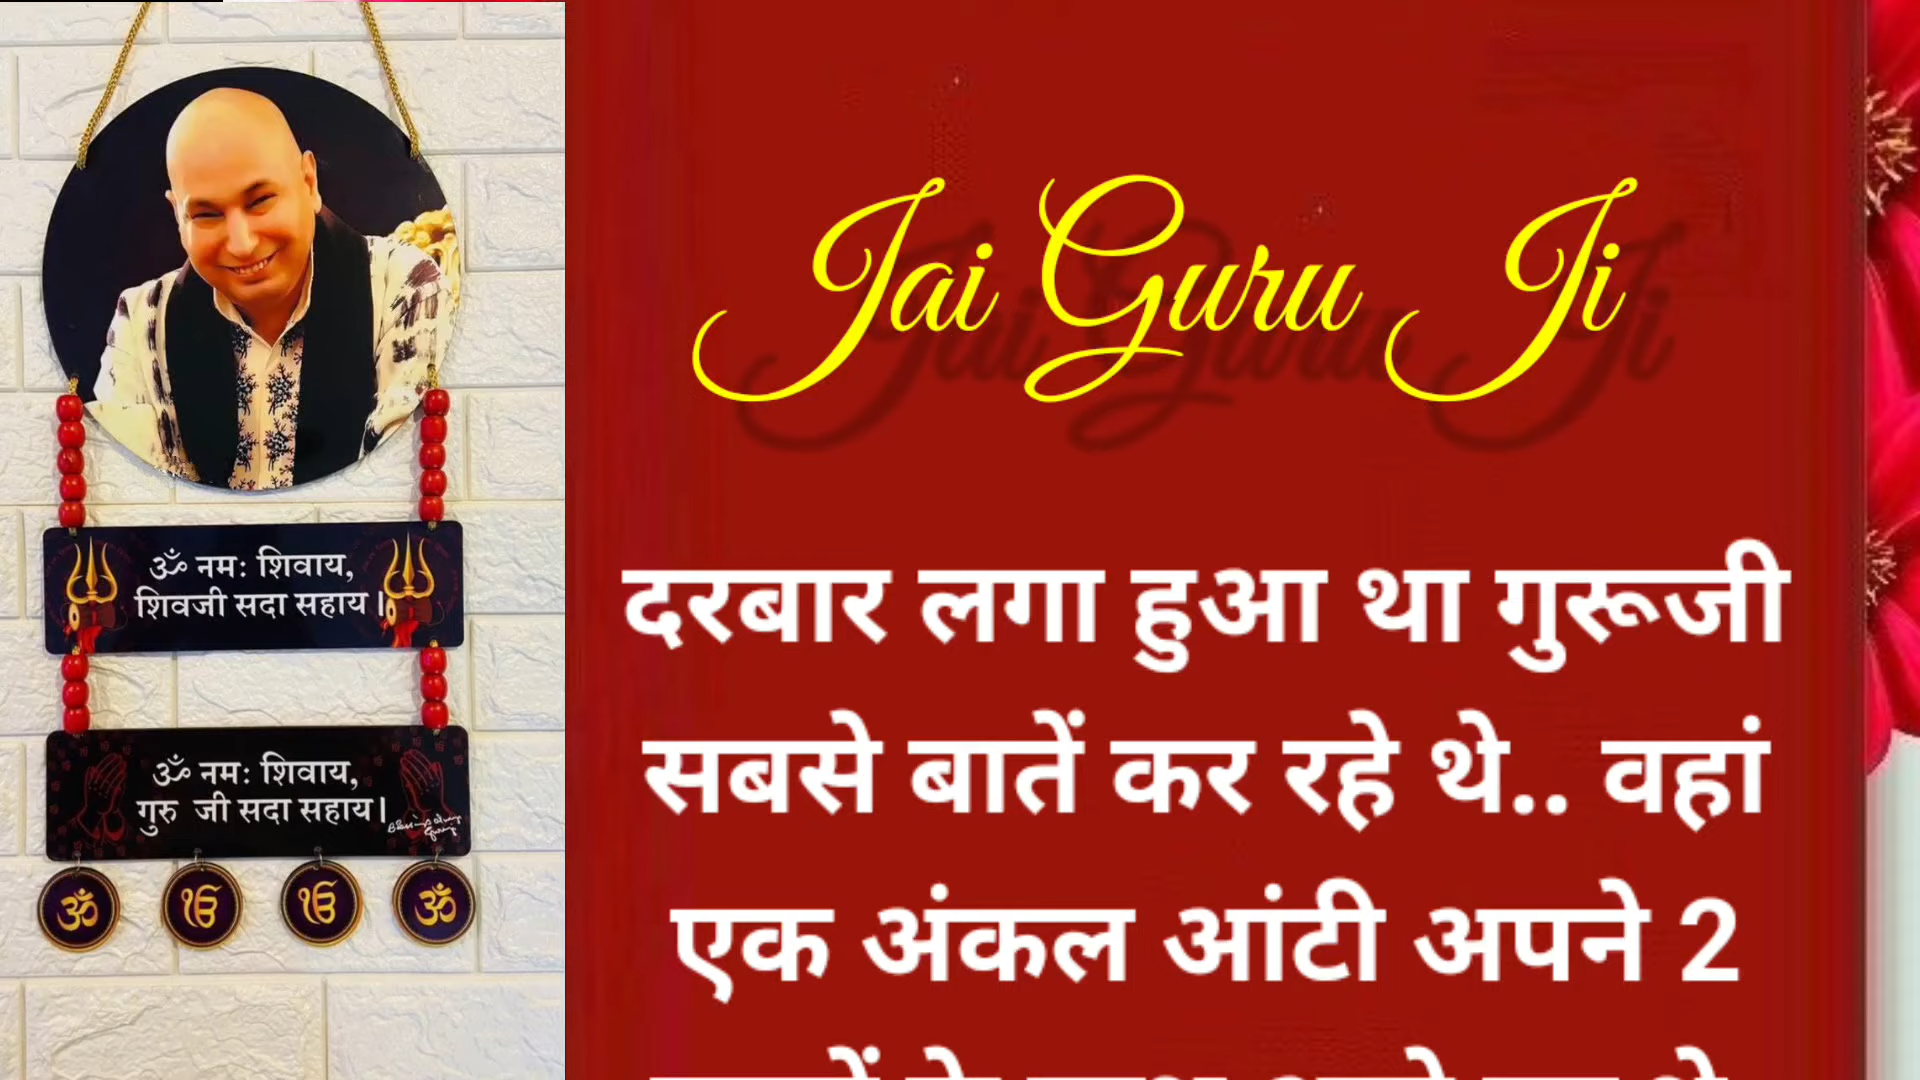 ॐ नमः शिवाय,
शिवजी सदा सहाय।
ॐ नमः शिवाय,
गुरु जी सदा सहाय।
ॐ ੴ ੴ ॐ
Jai Guru Ji
दरबार लगा हुआ था गुरूजी
सबसे बातें कर रहे थे.. वहां
एक अंकल आंटी अपने 2